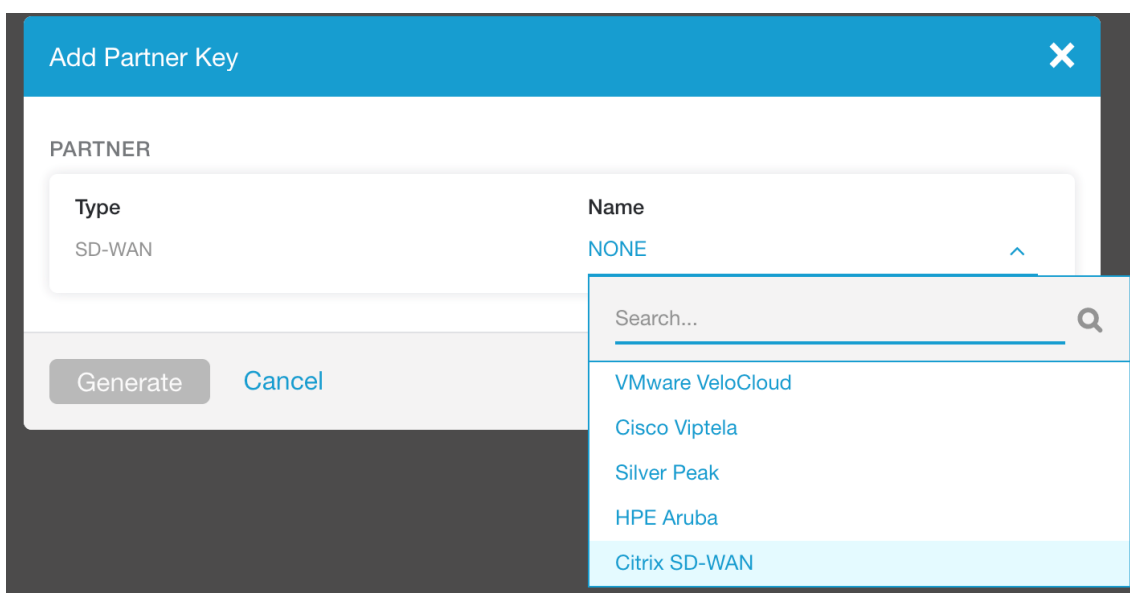 Add Partner Key
PARTNER
Type
Name
SD-WAN
NONE
Search...
Generate
Cancel
VMware VeloCloud
Cisco Viptela
Silver Peak
HPE Aruba
Citrix SD-WAN